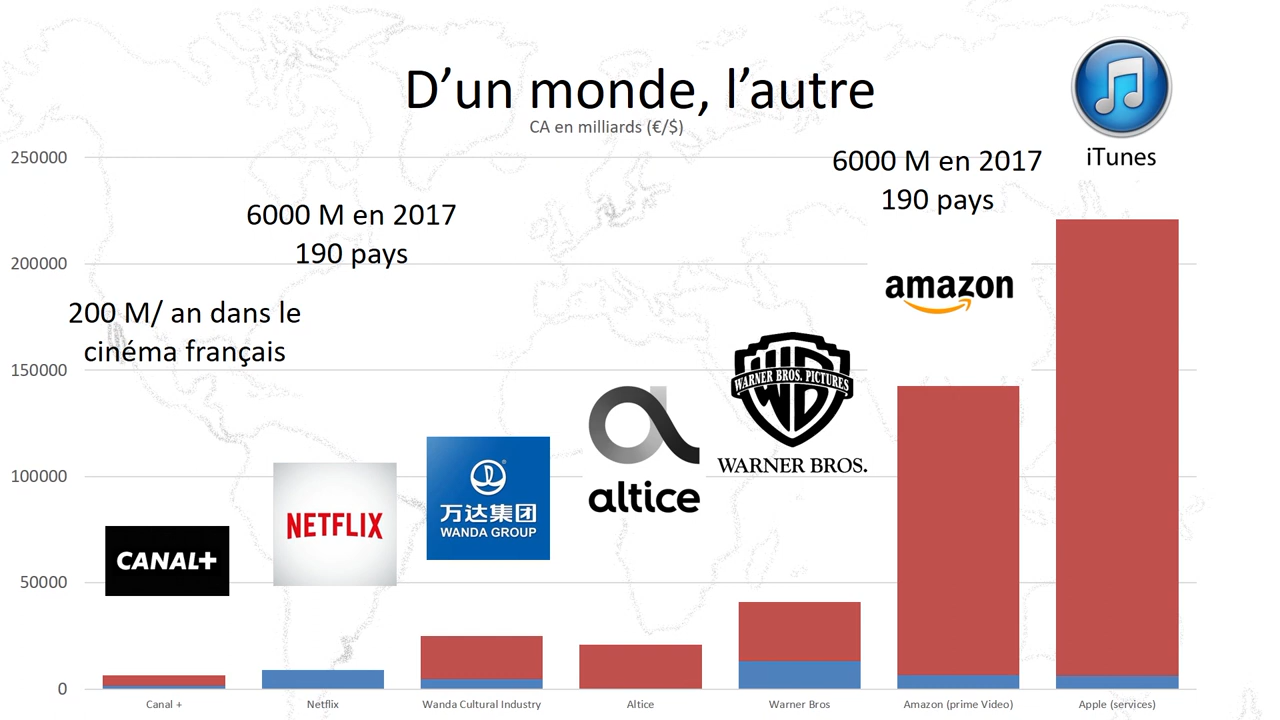 D’un monde, l’autre
CA en milliards (€/$)
iTunes
250000
6000 M en 2017
190 pays
6000 M en 2017
190 pays
200000
amazon
200 M/ an dans le
cinéma français
150000
WARNER BROS. PICTURES
WB
WARNER BROS.
100000
altice
万达集团
WANDA GROUP
NETFLIX
CANAL+
50000
0
Canal +
Netflix
Wanda Cultural Industry
Altice
Warner Bros
Amazon (prime Video)
Apple (services)